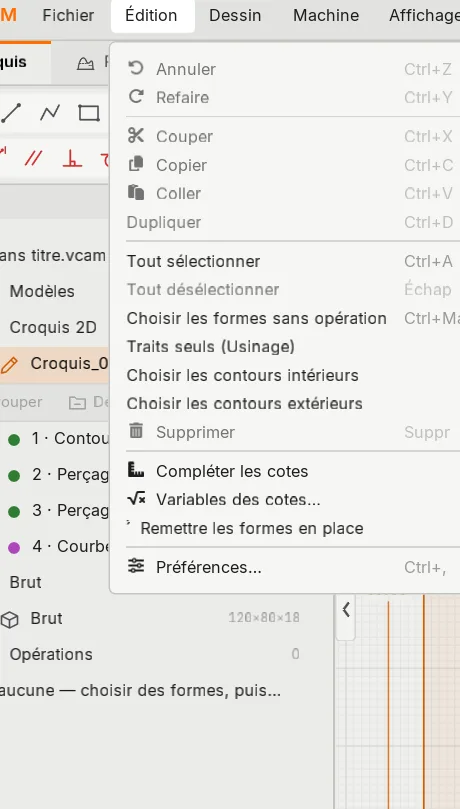 M Fichier Édition Dessin Machine Affichage
quis
Annuler Ctrl+Z
Refaire Ctrl+Y
Couper Ctrl+X
Copier Ctrl+C
Coller Ctrl+V
Dupliquer Ctrl+D
ans titre.vcam
Tout sélectionner Ctrl+A
Modèles
Tout désélectionner Échap
Croquis 2D
Choisir les formes sans opération Ctrl+Ma
Traits seuls (Usinage)
Croquis_0
Choisir les contours intérieurs
ouper Dé
Choisir les contours extérieurs
1 · Contou
Supprimer Suppr
2 · Perçag
Compléter les cotes
3 · Perçag
Variables des cotes...
4 · Courbe
Remettre les formes en place
Brut
Préférences... Ctrl+,
Brut 120×80×18
Opérations 0
aucune — choisir des formes, puis...